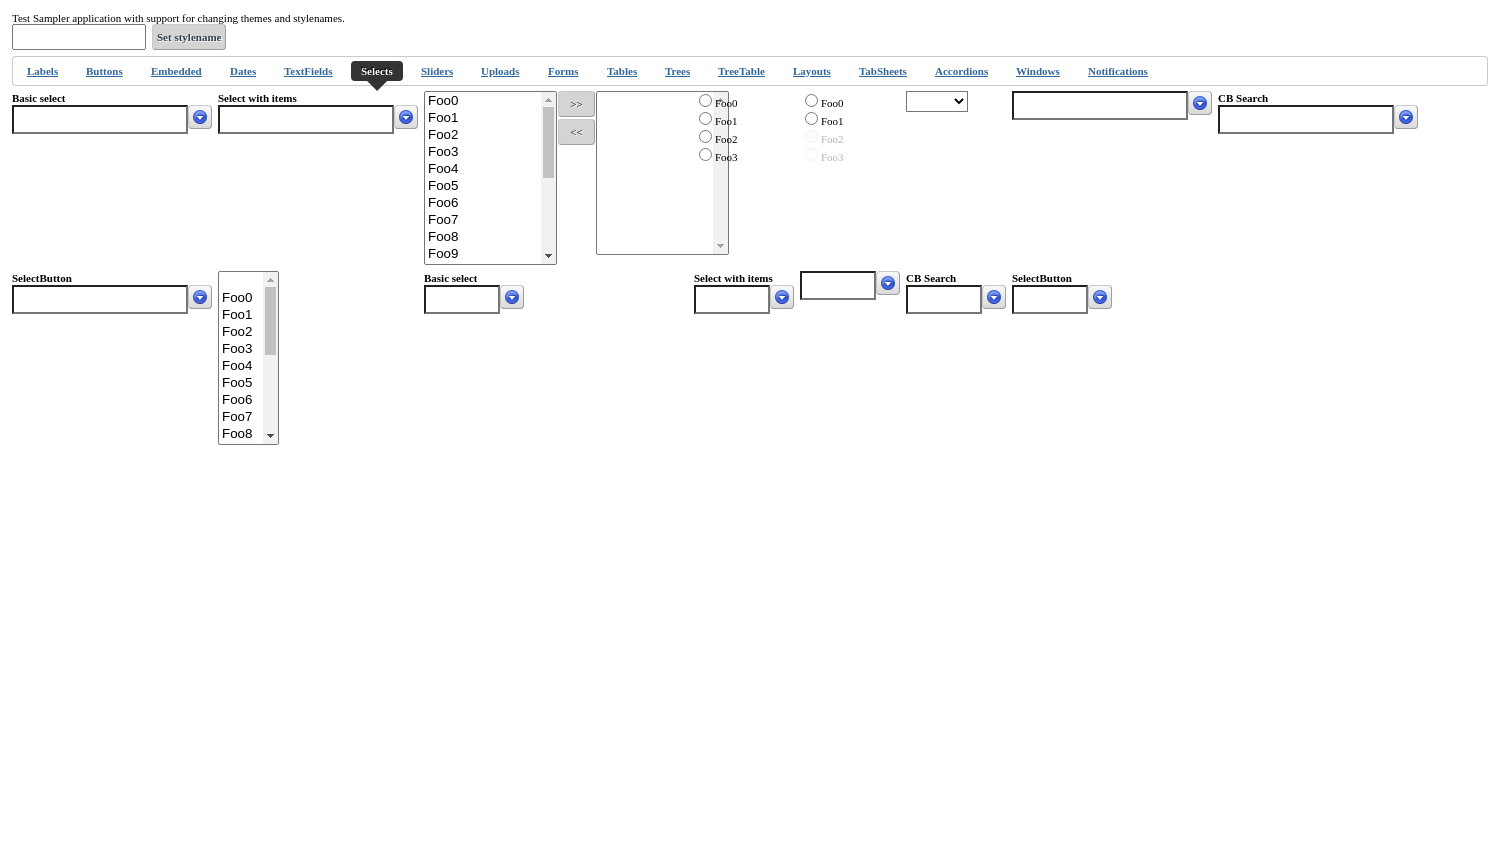 Test Sampler application with support for changing themes and stylenames.
Set stylename
Labels Buttons Embedded Dates TextFields Selects Sliders Uploads Forms Tables Trees TreeTable Layouts TabSheets Accordions Windows Notifications
Basic select Select with items CB Search
Foo0 >> Foo0 Foo0
Foo1 << Foo1 Foo1
Foo2 Foo2 Foo2
Foo3 Foo3 Foo3
Foo4
Foo5
Foo6
Foo7
Foo8
Foo9
SelectButton Basic select Select with items CB Search SelectButton
Foo0
Foo1
Foo2
Foo3
Foo4
Foo5
Foo6
Foo7
Foo8